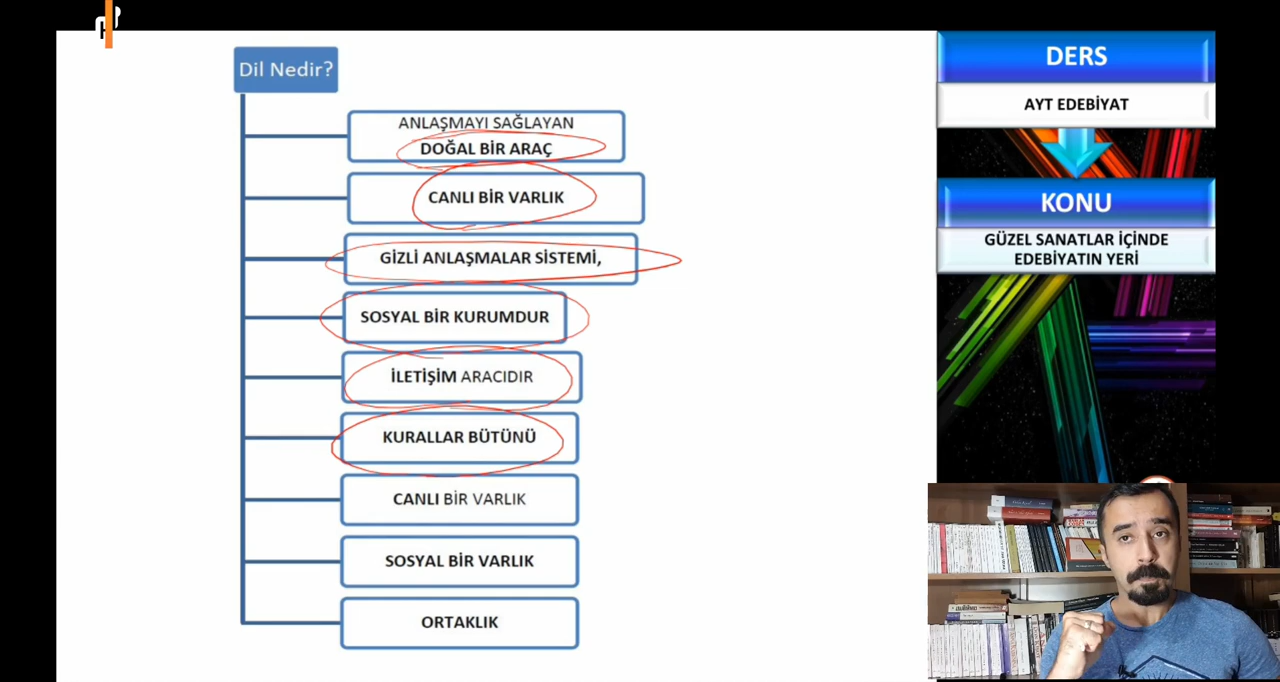 Dil Nedir?
ANLAŞMAYI SAĞLAYAN
DOĞAL BİR ARAÇ
CANLI BİR VARLIK
GİZLİ ANLAŞMALAR SİSTEMİ,
SOSYAL BİR KURUMDUR
İLETİŞİM ARACIDIR
KURALLAR BÜTÜNÜ
CANLI BİR VARLIK
SOSYAL BİR VARLIK
ORTAKLIK
DERS
AYT EDEBİYAT
KONU
GÜZEL SANATLAR İÇİNDE
EDEBİYATIN YERİ